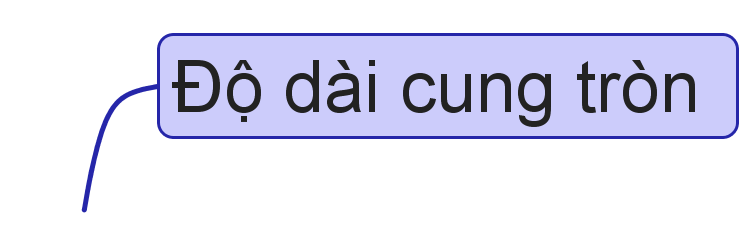 Độ dài cung tròn